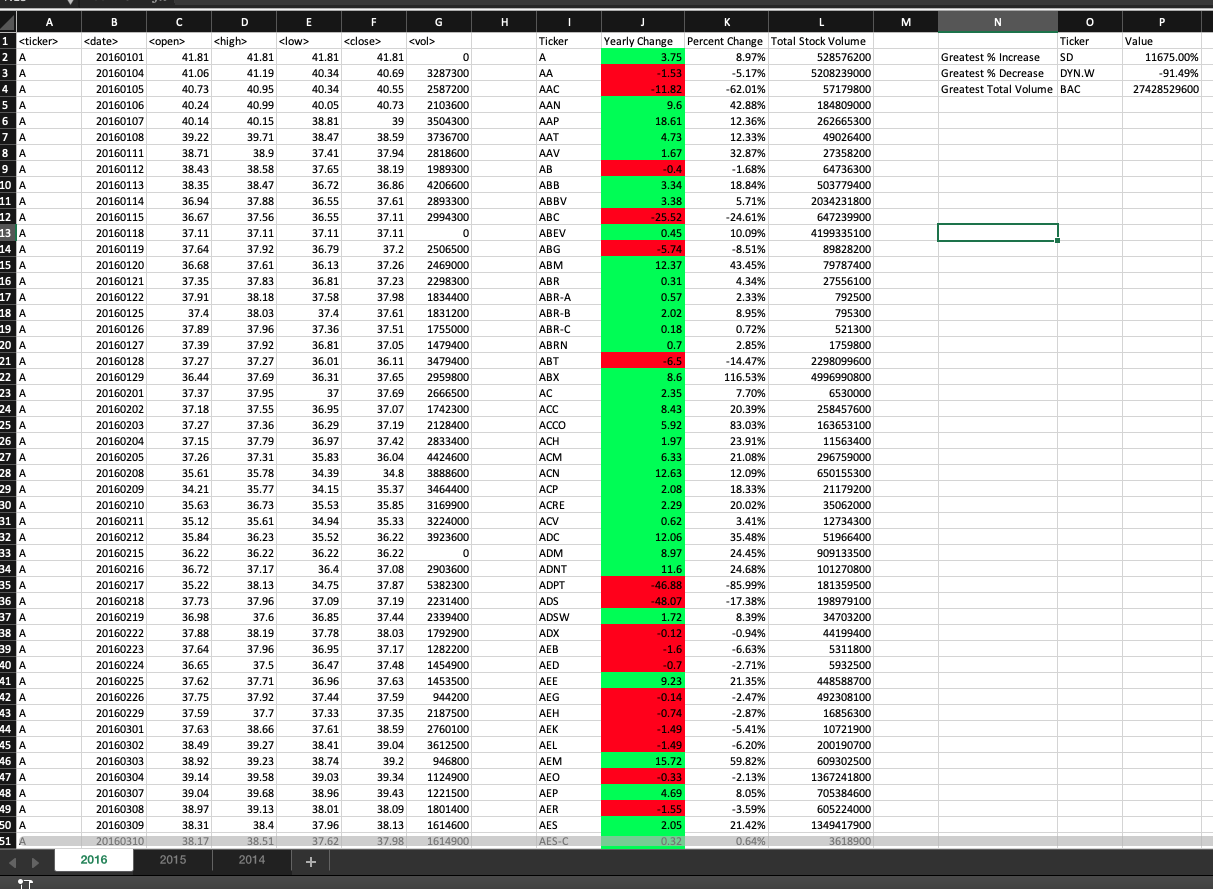 A B C D E F G H I J K L M N O P
1 <ticker> <date> <open> <high> <low> <close> <vol> Ticker Yearly Change Percent Change Total Stock Volume Ticker Value
2 A 20160101 41.81 41.81 41.81 41.81 0 A 3.75 8.97% 528576200 Greatest % Increase SD 11675.00%
3 A 20160104 41.06 41.19 40.34 40.69 3287300 AA -1.53 -5.17% 5208239000 Greatest % Decrease DYN.W -91.49%
4 A 20160105 40.73 40.95 40.34 40.55 2587200 AAC -11.82 -62.01% 57179800 Greatest Total Volume BAC 27428529600
5 A 20160106 40.24 40.99 40.05 40.73 2103600 AAN 9.6 42.88% 184809000
6 A 20160107 40.14 40.15 38.81 39 3504300 AAP 18.61 12.36% 262665300
7 A 20160108 39.22 39.71 38.47 38.59 3736700 AAT 4.73 12.33% 49026400
8 A 20160111 38.71 38.9 37.41 37.94 2818600 AAV 1.67 32.87% 27358200
9 A 20160112 38.43 38.58 37.65 38.19 1989300 AB -0.4 -1.68% 64736300
10 A 20160113 38.35 38.47 36.72 36.86 4206600 ABB 3.34 18.84% 503779400
11 A 20160114 36.94 37.88 36.55 37.61 2893300 ABBV 3.38 5.71% 2034231800
12 A 20160115 36.67 37.56 36.55 37.11 2994300 ABC -25.52 -24.61% 647239900
13 A 20160118 37.11 37.11 37.11 37.11 0 ABEV 0.45 10.09% 4199335100
14 A 20160119 37.64 37.92 36.79 37.2 2506500 ABG -5.74 -8.51% 89828200
15 A 20160120 36.68 37.61 36.13 37.26 2469000 ABM 12.37 43.45% 79787400
16 A 20160121 37.35 37.83 36.81 37.23 2298300 ABR 0.31 4.34% 27556100
17 A 20160122 37.91 38.18 37.58 37.98 1834400 ABR-A 0.57 2.33% 792500
18 A 20160125 37.4 38.03 37.4 37.61 1831200 ABR-B 2.02 8.95% 795300
19 A 20160126 37.89 37.96 37.36 37.51 1755000 ABR-C 0.18 0.72% 521300
20 A 20160127 37.39 37.92 36.81 37.05 1479400 ABRN 0.7 2.85% 1759800
21 A 20160128 37.27 37.27 36.01 36.11 3479400 ABT -6.5 -14.47% 2298099600
22 A 20160129 36.44 37.69 36.31 37.65 2959800 ABX 8.6 116.53% 4996990800
23 A 20160201 37.37 37.95 37 37.69 2666500 AC 2.35 7.70% 6530000
24 A 20160202 37.18 37.55 36.95 37.07 1742300 ACC 8.43 20.39% 258457600
25 A 20160203 37.27 37.36 36.29 37.19 2128400 ACCO 5.92 83.03% 163653100
26 A 20160204 37.15 37.79 36.97 37.42 2833400 ACH 1.97 23.91% 11563400
27 A 20160205 37.26 37.31 35.83 36.04 4424600 ACM 6.33 21.08% 296759000
28 A 20160208 35.61 35.78 34.39 34.8 3888600 ACN 12.63 12.09% 650155300
29 A 20160209 34.21 35.77 34.15 35.37 3464400 ACP 2.08 18.33% 21179200
30 A 20160210 35.63 36.73 35.53 35.85 3169900 ACRE 2.29 20.02% 35062000
31 A 20160211 35.12 35.61 34.94 35.33 3224000 ACV 0.62 3.41% 12734300
32 A 20160212 35.84 36.23 35.52 36.22 3923600 ADC 12.06 35.48% 51966400
33 A 20160215 36.22 36.22 36.22 36.22 0 ADM 8.97 24.45% 909133500
34 A 20160216 36.72 37.17 36.4 37.08 2903600 ADNT 11.6 24.68% 101270800
35 A 20160217 35.22 38.13 34.75 37.87 5382300 ADPT -46.88 -85.99% 181359500
36 A 20160218 37.73 37.96 37.09 37.19 2231400 ADS -48.07 -17.38% 198979100
37 A 20160219 36.98 37.6 36.85 37.44 2339400 ADSW 1.72 8.39% 34703200
38 A 20160222 37.88 38.19 37.78 38.03 1792900 ADX -0.12 -0.94% 44199400
39 A 20160223 37.64 37.96 36.95 37.17 1282200 AEB -1.6 -6.63% 5311800
40 A 20160224 36.65 37.5 36.47 37.48 1454900 AED -0.7 -2.71% 5932500
41 A 20160225 37.62 37.71 36.96 37.63 1453500 AEE 9.23 21.35% 448588700
42 A 20160226 37.75 37.92 37.44 37.59 944200 AEG -0.14 -2.47% 492308100
43 A 20160229 37.59 37.7 37.33 37.35 2187500 AEH -0.74 -2.87% 16856300
44 A 20160301 37.63 38.66 37.61 38.59 2760100 AEK -1.49 -5.41% 10721900
45 A 20160302 38.49 39.27 38.41 39.04 3612500 AEL -1.49 -6.20% 200190700
46 A 20160303 38.92 39.23 38.74 39.2 946800 AEM 15.72 59.82% 609302500
47 A 20160304 39.14 39.58 39.03 39.34 1124900 AEO -0.33 -2.13% 1367241800
48 A 20160307 39.04 39.68 38.96 39.43 1221500 AEP 4.69 8.05% 705384600
49 A 20160308 38.97 39.13 38.01 38.09 1801400 AER -1.55 -3.59% 605224000
50 A 20160309 38.31 38.4 37.96 38.13 1614600 AES 2.05 21.42% 1349417900
51 A 20160310 38.17 38.51 37.62 37.98 1614900 AES-C 0.32 0.64% 3618900
2016 2015 2014 +